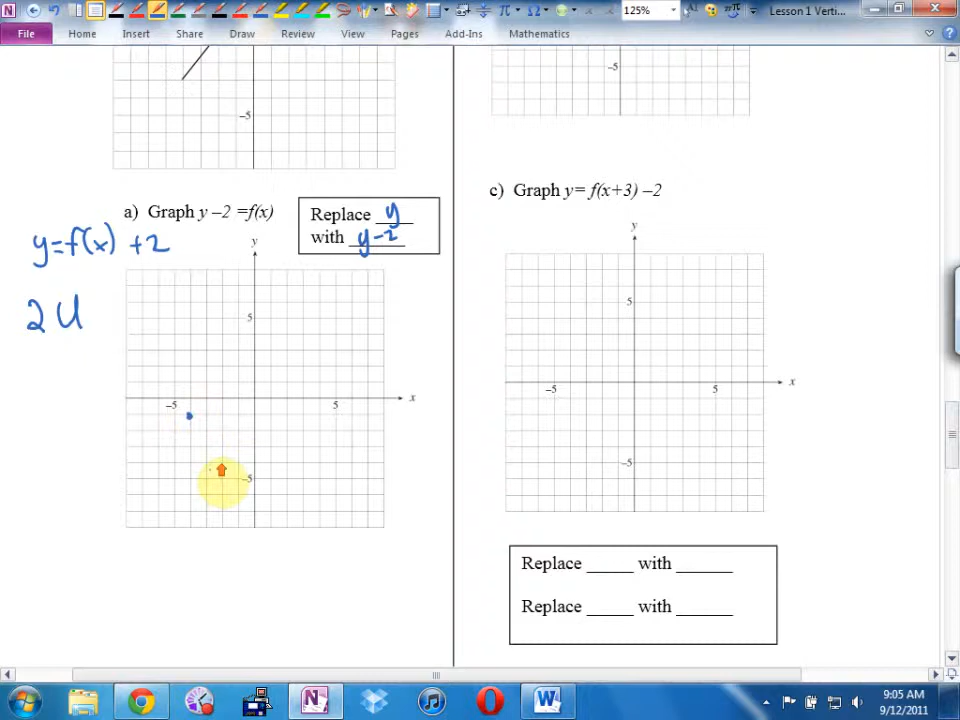 125%
Lesson 1 Verti...
File Home Insert Share Draw Review View Pages Add-Ins Mathematics
-5
a) Graph y –2 =f(x)
Replace y
with y-2
y=f(x) +2
2 U
y
5
-5
5
x
-5
-5
c) Graph y= f(x+3) –2
y
5
-5
5
x
-5
Replace _____ with ______
Replace _____ with ______
9:05 AM
9/12/2011